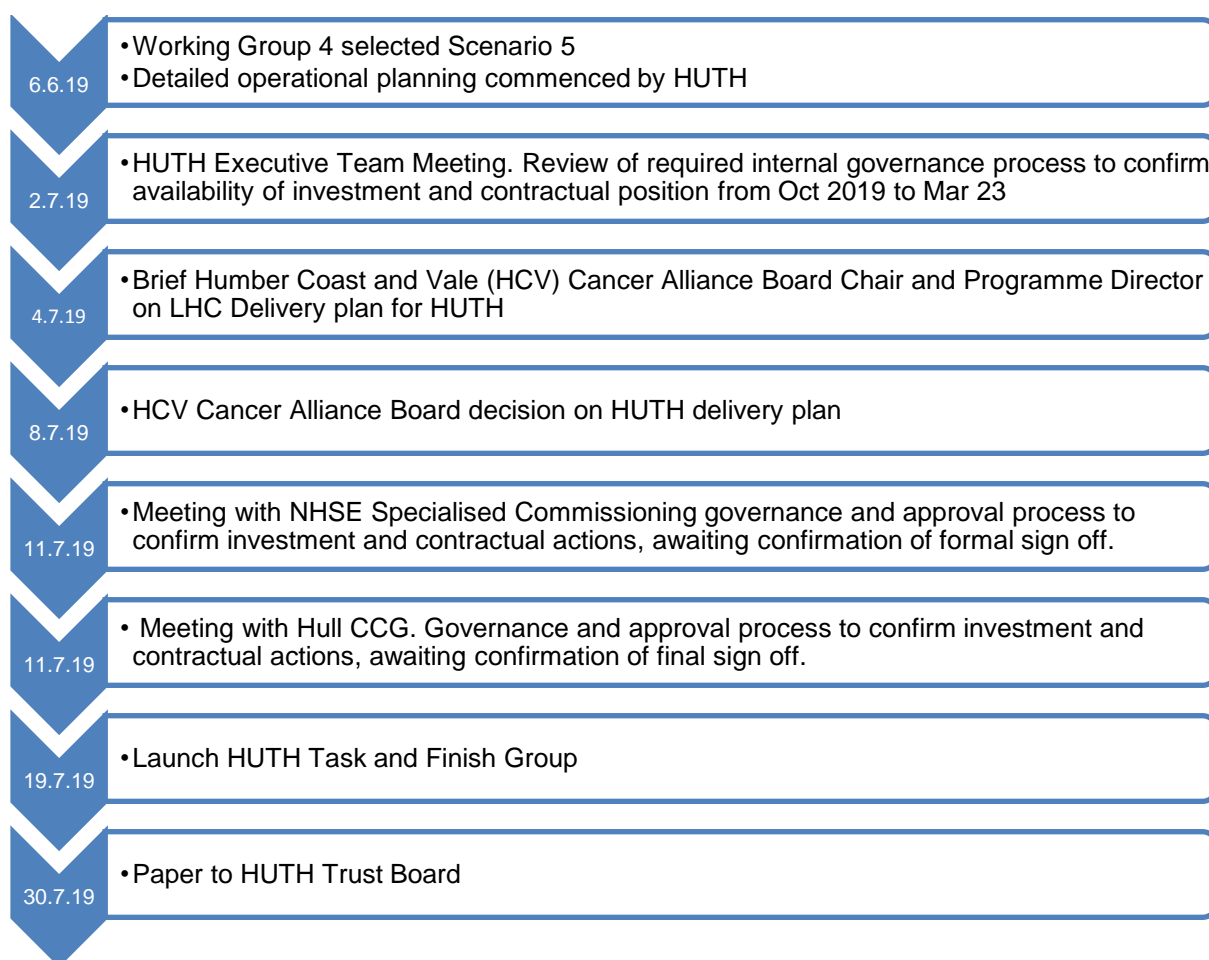 •Working Group 4 selected Scenario 5
6.6.19
•Detailed operational planning commenced by HUTH
•HUTH Executive Team Meeting. Review of required internal governance process to confirm
2.7.19
availability of investment and contractual position from Oct 2019 to Mar 23
•Brief Humber Coast and Vale (HCV) Cancer Alliance Board Chair and Programme Director
4.7.19
on LHC Delivery plan for HUTH
8.7.19
•HCV Cancer Alliance Board decision on HUTH delivery plan
•Meeting with NHSE Specialised Commissioning governance and approval process to
11.7.19
confirm investment and contractual actions, awaiting confirmation of formal sign off.
• Meeting with Hull CCG. Governance and approval process to confirm investment and
11.7.19
contractual actions, awaiting confirmation of final sign off.
19.7.19
•Launch HUTH Task and Finish Group
30.7.19
•Paper to HUTH Trust Board